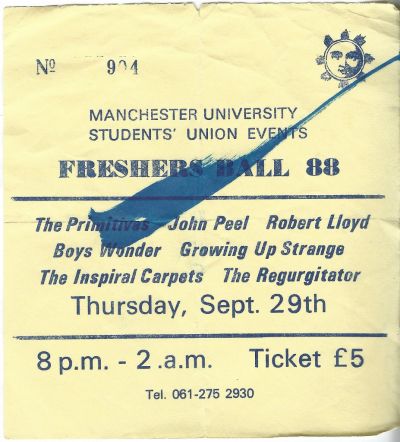 Nº 904
MANCHESTER UNIVERSITY
STUDENTS' UNION EVENTS
FRESHERS BALL 88
The Primitives John Peel Robert Lloyd
Boys Wonder Growing Up Strange
The Inspiral Carpets The Regurgitator
Thursday, Sept. 29th
8 p.m. - 2 .a.m. Ticket £5
Tel. 061-275 2930